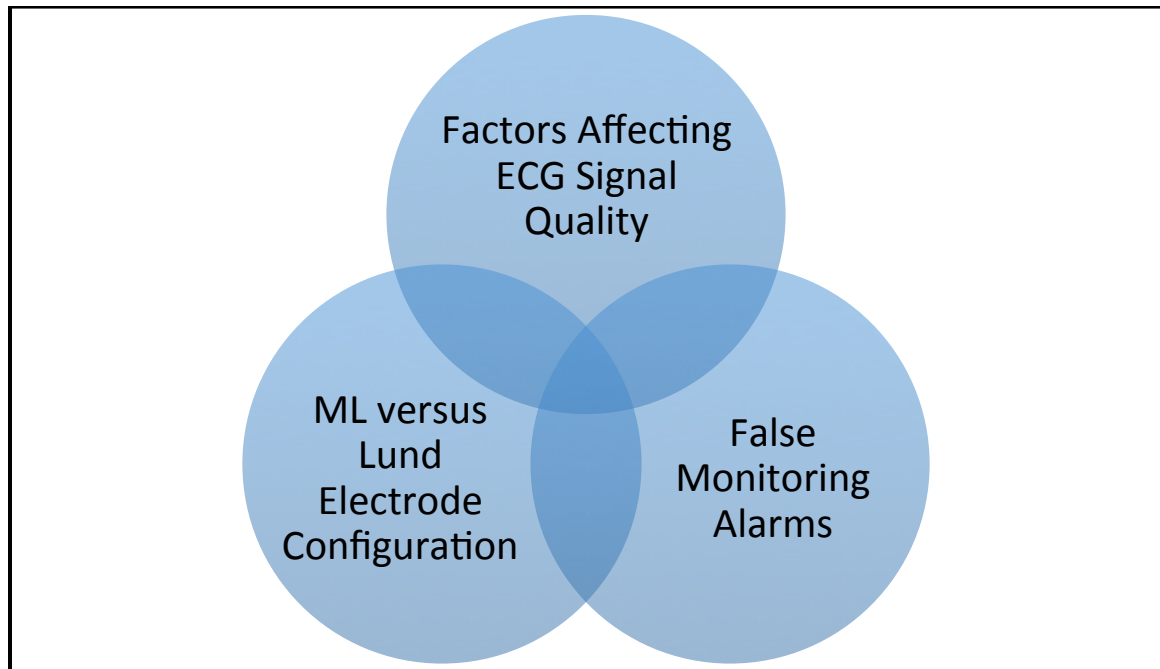 Factors Affecting
ECG Signal
Quality
ML versus
Lund
Electrode
Configuration
False
Monitoring
Alarms